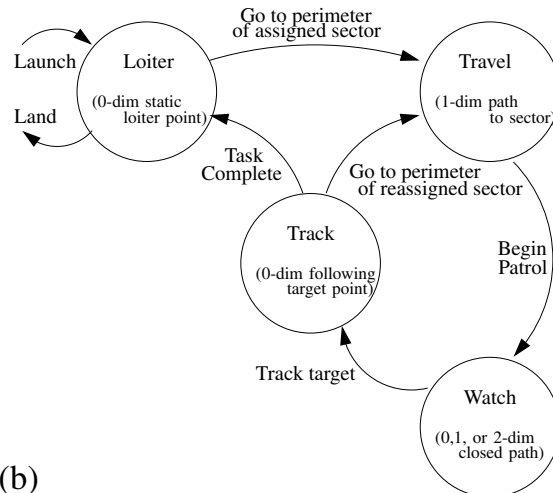 Go to perimeter
of assigned sector
Launch
Loiter
(0-dim static
loiter point)
Land
Travel
(1-dim path
to sector)
Task
Complete
Go to perimeter
of reassigned sector
Track
(0-dim following
target point)
Begin
Patrol
Track target
Watch
(0,1, or 2-dim
closed path)
(b)